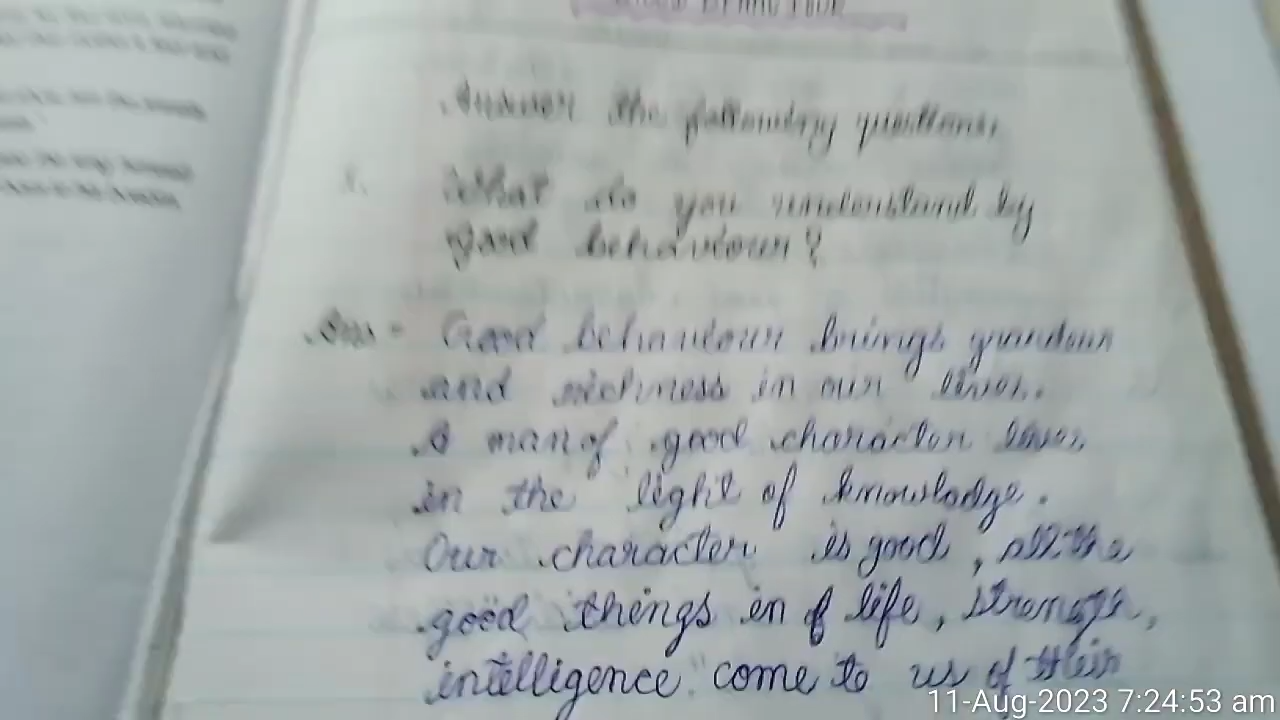 Answer the following questions
1. What do you understand by
good behaviour?
Ans - Good behaviour brings grandeur
and richness in our lives.
A man of good character lives
in the light of knowledge.
Our character is good, all the
good things in of life, strength,
intelligence come to us of their
11-Aug-2023 7:24:53 am